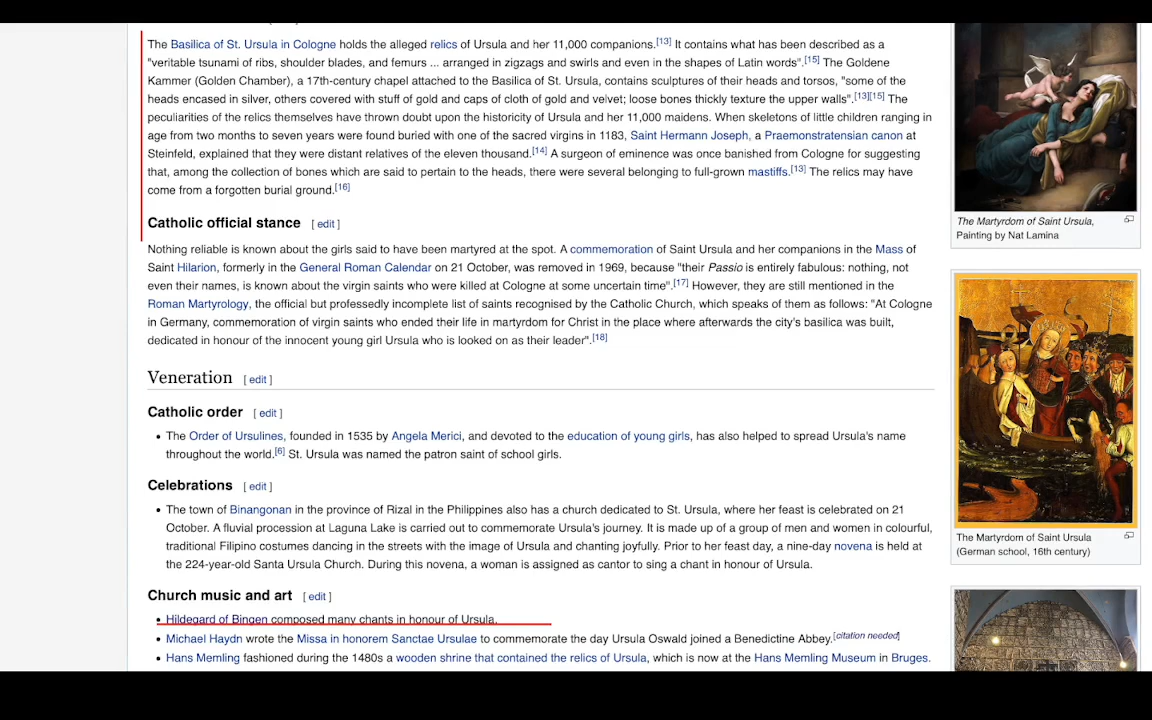 The Basilica of St. Ursula in Cologne holds the alleged relics of Ursula and her 11,000 companions.[13] It contains what has been described as a
"veritable tsunami of ribs, shoulder blades, and femurs ... arranged in zigzags and swirls and even in the shapes of Latin words".[15] The Goldene
Kammer (Golden Chamber), a 17th-century chapel attached to the Basilica of St. Ursula, contains sculptures of their heads and torsos, "some of the
heads encased in silver, others covered with stuff of gold and caps of cloth of gold and velvet; loose bones thickly texture the upper walls".[13][15] The
peculiarities of the relics themselves have thrown doubt upon the historicity of Ursula and her 11,000 maidens. When skeletons of little children ranging in
age from two months to seven years were found buried with one of the sacred virgins in 1183, Saint Hermann Joseph, a Praemonstratensian canon at
Steinfeld, explained that they were distant relatives of the eleven thousand.[14] A surgeon of eminence was once banished from Cologne for suggesting
that, among the collection of bones which are said to pertain to the heads, there were several belonging to full-grown mastiffs.[13] The relics may have
come from a forgotten burial ground.[16]
Catholic official stance [ edit ]
Nothing reliable is known about the girls said to have been martyred at the spot. A commemoration of Saint Ursula and her companions in the Mass of
Saint Hilarion, formerly in the General Roman Calendar on 21 October, was removed in 1969, because "their Passio is entirely fabulous: nothing, not
even their names, is known about the virgin saints who were killed at Cologne at some uncertain time".[17] However, they are still mentioned in the
Roman Martyrology, the official but professedly incomplete list of saints recognised by the Catholic Church, which speaks of them as follows: "At Cologne
in Germany, commemoration of virgin saints who ended their life in martyrdom for Christ in the place where afterwards the city's basilica was built,
dedicated in honour of the innocent young girl Ursula who is looked on as their leader".[18]
Veneration [ edit ]
Catholic order [ edit ]
• The Order of Ursulines, founded in 1535 by Angela Merici, and devoted to the education of young girls, has also helped to spread Ursula's name
throughout the world.[6] St. Ursula was named the patron saint of school girls.
Celebrations [ edit ]
• The town of Binangonan in the province of Rizal in the Philippines also has a church dedicated to St. Ursula, where her feast is celebrated on 21
October. A fluvial procession at Laguna Lake is carried out to commemorate Ursula's journey. It is made up of a group of men and women in colourful,
traditional Filipino costumes dancing in the streets with the image of Ursula and chanting joyfully. Prior to her feast day, a nine-day novena is held at
the 224-year-old Santa Ursula Church. During this novena, a woman is assigned as cantor to sing a chant in honour of Ursula.
Church music and art [ edit ]
• Hildegard of Bingen composed many chants in honour of Ursula.
• Michael Haydn wrote the Missa in honorem Sanctae Ursulae to commemorate the day Ursula Oswald joined a Benedictine Abbey.[citation needed]
• Hans Memling fashioned during the 1480s a wooden shrine that contained the relics of Ursula, which is now at the Hans Memling Museum in Bruges.
The Martyrdom of Saint Ursula,
Painting by Nat Lamina
The Martyrdom of Saint Ursula
(German school, 16th century)